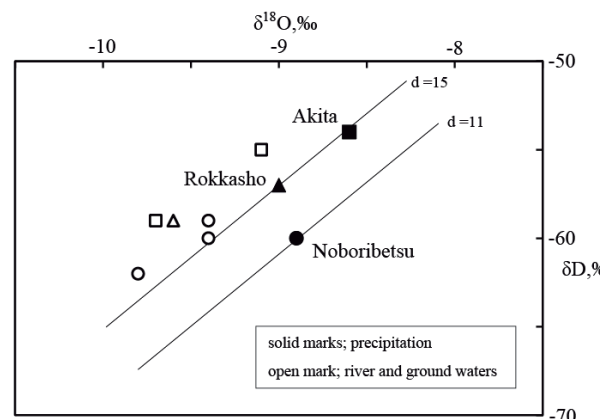 δ¹⁸O,‰
-10 -9 -8
-50
d =15
Akita
d =11
Rokkasho
-60
Noboribetsu
δD,%
solid marks; precipitation
open mark; river and ground waters
-70